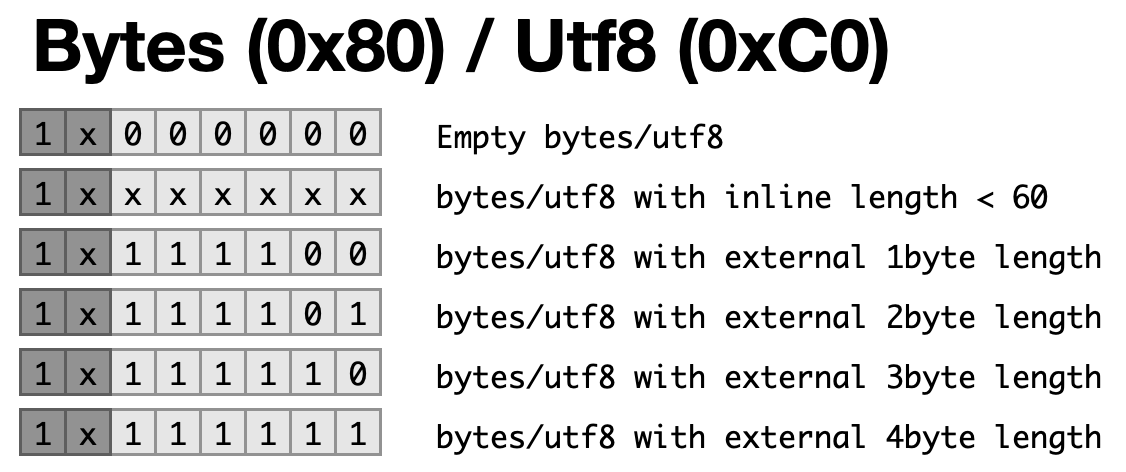 Bytes (0x80) / Utf8 (0xC0)
1 x 0 0 0 0 0 0 Empty bytes/utf8
1 x x x x x x x bytes/utf8 with inline length < 60
1 x 1 1 1 1 0 0 bytes/utf8 with external 1byte length
1 x 1 1 1 1 0 1 bytes/utf8 with external 2byte length
1 x 1 1 1 1 1 0 bytes/utf8 with external 3byte length
1 x 1 1 1 1 1 1 bytes/utf8 with external 4byte length